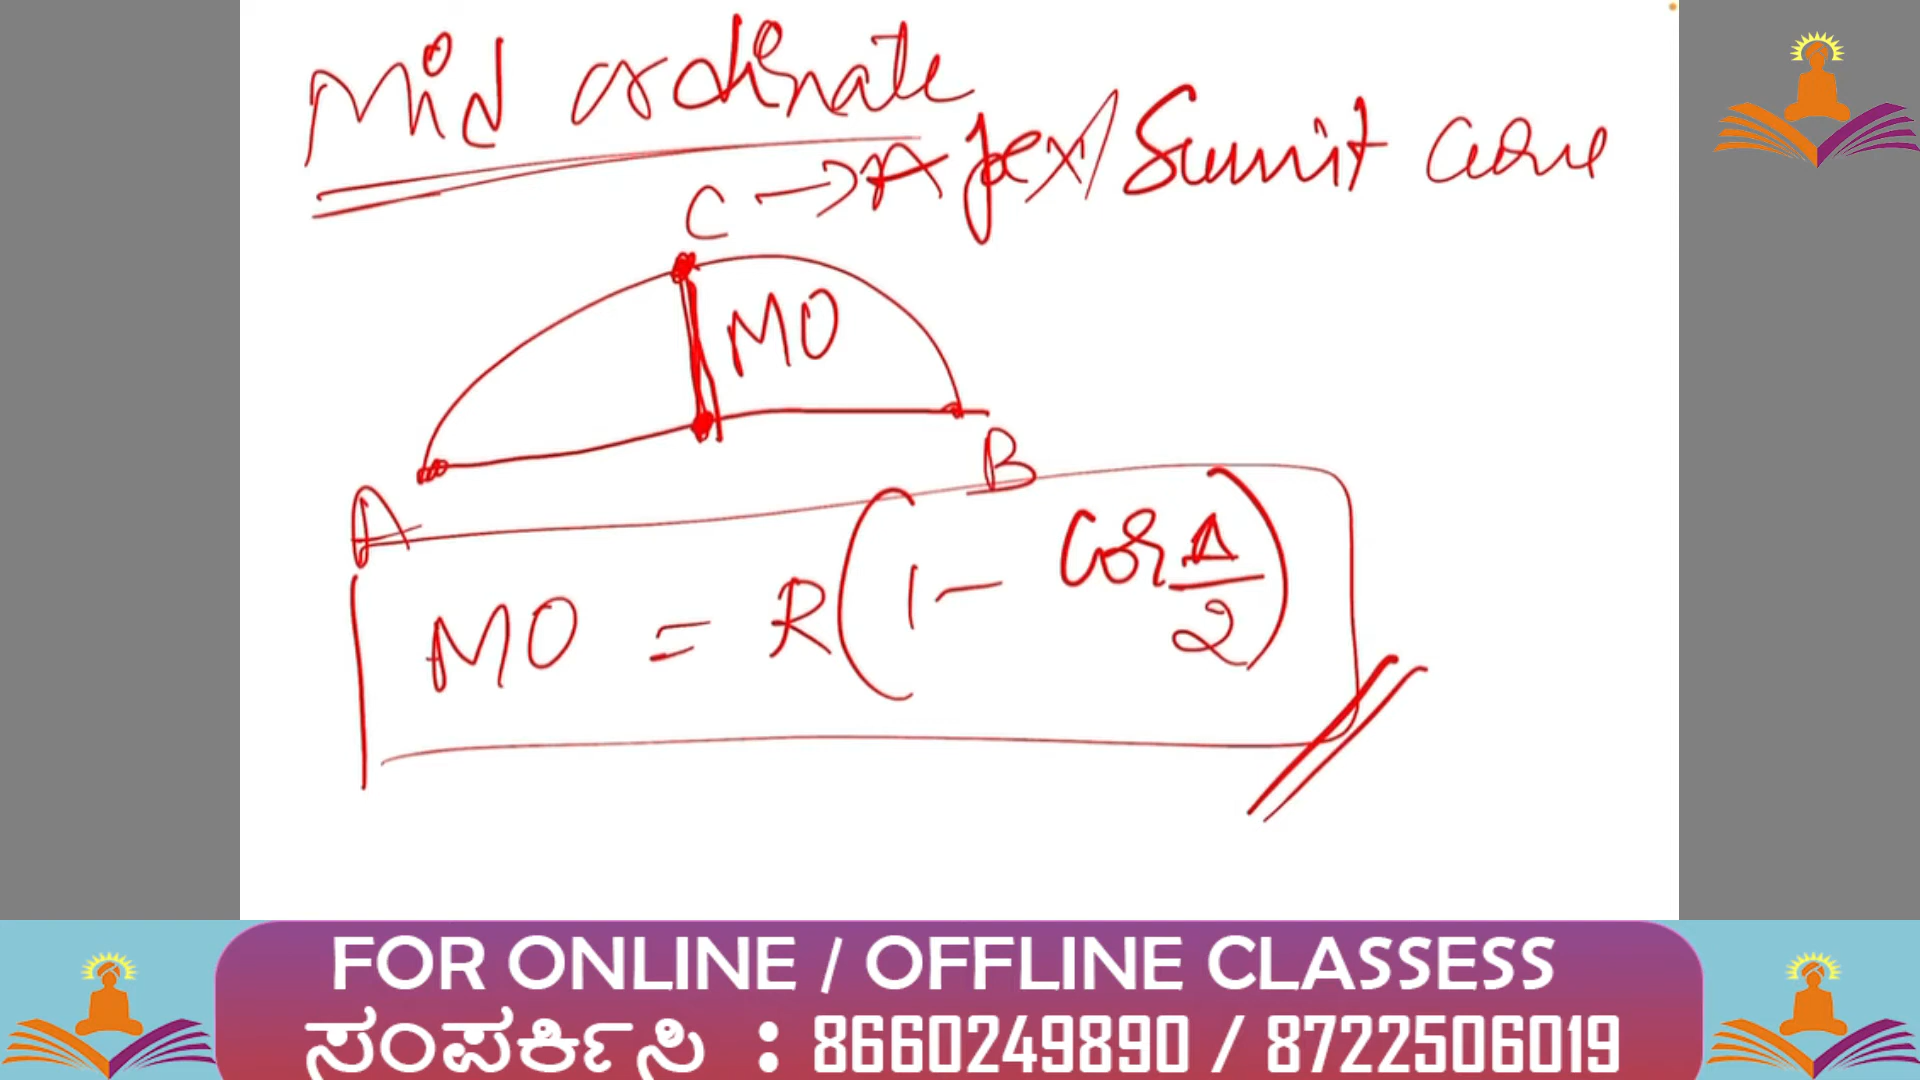 Mid ordinate
C → Apex / Summit curve
MO
A
B
MO = R(1 - cos Δ/2)
FOR ONLINE / OFFLINE CLASSESS
ಸಂಪರ್ಕಿಸಿ : 8660249890 / 8722506019